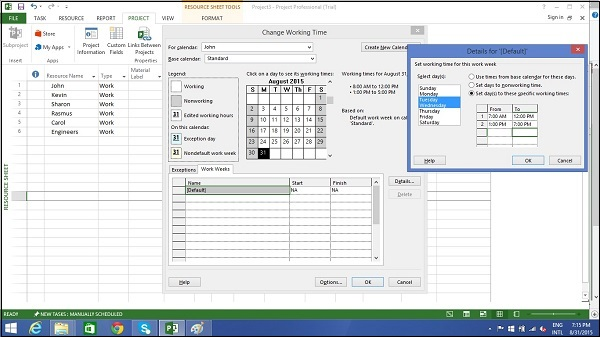 RESOURCE SHEET TOOLS
Project3 - Project Professional (Trial)
FILE TASK RESOURCE REPORT PROJECT VIEW FORMAT
Sign in
Subproject
Store
My Apps
Project Information
Custom Fields
Links Between Projects
Insert
Apps
Change Working Time
For calendar: John
Create New Calendar
Base calendar: Standard
Legend:
Working
Nonworking
31 Edited working hours
On this calendar:
31 Exception day
31 Nondefault work week
Click on a day to see its working times:
August 2015
S M T W Th F S
1
2 3 4 5 6 7 8
9 10 11 12 13 14 15
16 17 18 19 20 21 22
23 24 25 26 27 28 29
30 31
Working times for August 31,
• 8:00 AM to 12:00 PM
• 1:00 PM to 5:00 PM
Based on:
Default work week on cal
'Standard'.
Exceptions Work Weeks
Name Start Finish
[Default] NA NA
Details...
Delete
Help Options... OK Cancel
Details for '[Default]'
Set working time for this work week
Select day(s):
Sunday
Monday
Tuesday
Wednesday
Thursday
Friday
Saturday
Use times from base calendar for these days.
Set days to nonworking time.
Set day(s) to these specific working times:
From To
1 7:00 AM 12:00 PM
2 1:00 PM 7:00 PM
Help OK Cancel
Resource Name Type Material Label
1 John Work
2 Kevin Work
3 Sharon Work
4 Rasmus Work
5 Carol Work
6 Engineers Work
RESOURCE SHEET
READY NEW TASKS : MANUALLY SCHEDULED
ENG
INTL
7:15 PM
8/31/2015